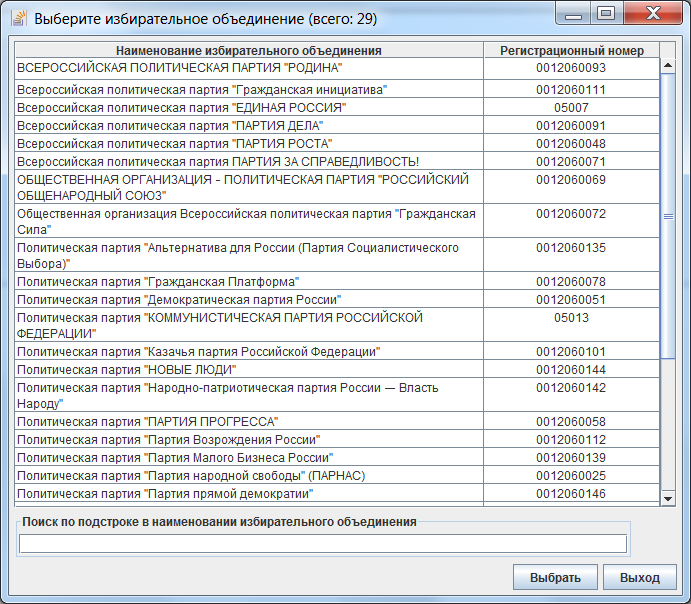 Выберите избирательное объединение (всего: 29)
Наименование избирательного объединения Регистрационный номер
ВСЕРОССИЙСКАЯ ПОЛИТИЧЕСКАЯ ПАРТИЯ "РОДИНА" 0012060093
Всероссийская политическая партия "Гражданская инициатива" 0012060111
Всероссийская политическая партия "ЕДИНАЯ РОССИЯ" 05007
Всероссийская политическая партия "ПАРТИЯ ДЕЛА" 0012060091
Всероссийская политическая партия "ПАРТИЯ РОСТА" 0012060048
Всероссийская политическая партия ПАРТИЯ ЗА СПРАВЕДЛИВОСТЬ! 0012060071
ОБЩЕСТВЕННАЯ ОРГАНИЗАЦИЯ - ПОЛИТИЧЕСКАЯ ПАРТИЯ "РОССИЙСКИЙ 0012060069
ОБЩЕНАРОДНЫЙ СОЮЗ"
Общественная организация Всероссийская политическая партия "Гражданская 0012060072
Сила"
Политическая партия "Альтернатива для России (Партия Социалистического 0012060135
Выбора)"
Политическая партия "Гражданская Платформа" 0012060078
Политическая партия "Демократическая партия России" 0012060051
Политическая партия "КОММУНИСТИЧЕСКАЯ ПАРТИЯ РОССИЙСКОЙ 05013
ФЕДЕРАЦИИ"
Политическая партия "Казачья партия Российской Федерации" 0012060101
Политическая партия "НОВЫЕ ЛЮДИ" 0012060144
Политическая партия "Народно-патриотическая партия России — Власть 0012060142
Народу"
Политическая партия "ПАРТИЯ ПРОГРЕССА" 0012060058
Политическая партия "Партия Возрождения России" 0012060112
Политическая партия "Партия Малого Бизнеса России" 0012060139
Политическая партия "Партия народной свободы" (ПАРНАС) 0012060025
Политическая партия "Партия прямой демократии" 0012060146
Поиск по подстроке в наименовании избирательного объединения
Выбрать Выход